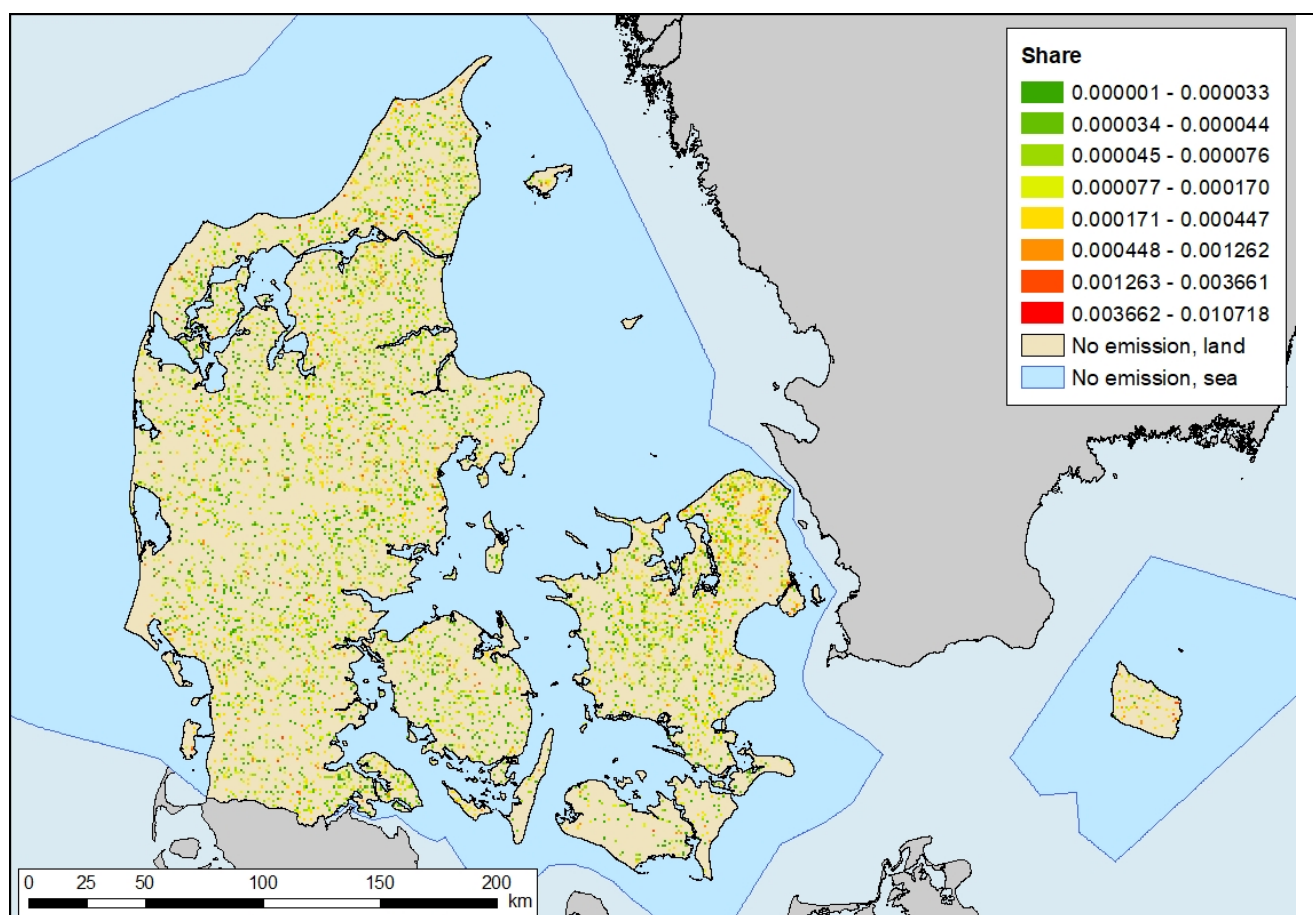 Share
0.000001 - 0.000033
0.000034 - 0.000044
0.000045 - 0.000076
0.000077 - 0.000170
0.000171 - 0.000447
0.000448 - 0.001262
0.001263 - 0.003661
0.003662 - 0.010718
No emission, land
No emission, sea
0 25 50 100 150 200
km